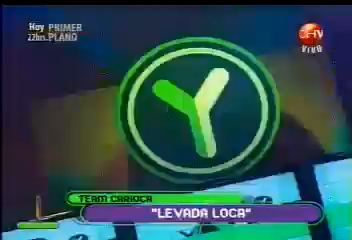 Hoy PRIMER
22hrs. PLANO
CHV
Vivo
Y
TEAM CARIOCA
"LEVADA LOCA"